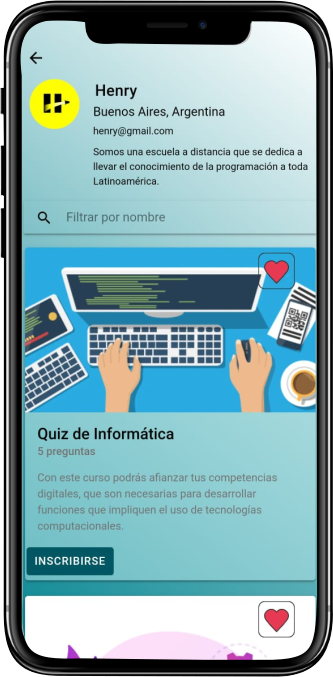 Henry
Buenos Aires, Argentina
henry@gmail.com
Somos una escuela a distancia que se dedica a
llevar el conocimiento de la programación a toda
Latinoamérica.
Filtrar por nombre
Quiz de Informática
5 preguntas
Con este curso podrás afianzar tus competencias
digitales, que son necesarias para desarrollar
funciones que impliquen el uso de tecnologías
computacionales.
INSCRIBIRSE